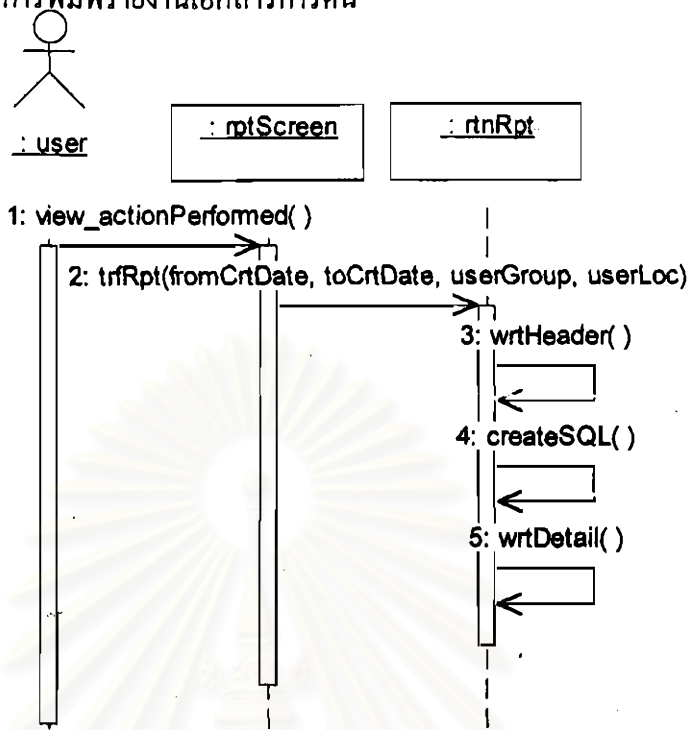 : user
: rptScreen
: rtnRpt
1: view_actionPerformed( )
2: trfRpt(fromCrtDate, toCrtDate, userGroup, userLoc)
3: wrtHeader( )
4: createSQL( )
5: wrtDetail( )